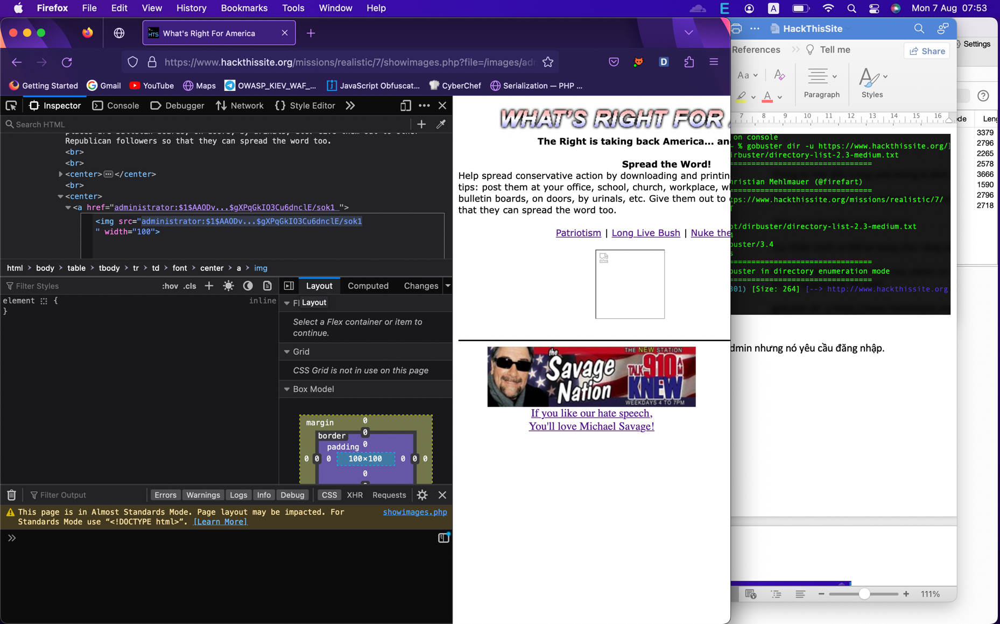 Firefox File Edit View History Bookmarks Tools Window Help
E A Mon 7 Aug 07:53
What's Right For America
https://www.hackthissite.org/missions/realistic/7/showimages.php?file=/images/adm
Getting Started Gmail YouTube Maps OWASP_KIEV_WAF_... JavaScript Obfuscat... CyberChef Serialization — PHP ...
Inspector Console Debugger Network Style Editor
Search HTML
Republican followers so that they can spread the word too.
<br>
<br>
<center> ... </center>
<br>
<center>
<a href="administrator:$1$AAODv...$gXPqGkIO3Cu6dnclE/sok1 ">
<img src="administrator:$1$AAODv...$gXPqGkIO3Cu6dnclE/sok1
" width="100">
html > body > table > tbody > tr > td > font > center > a > img
Filter Styles :hov .cls +
element { inline
}
Layout Computed Changes
Fl Layout
Select a Flex container or item to
continue.
Grid
CSS Grid is not in use on this page
Box Model
margin 0
border 0
padding 0
0 0 0 100×100 0 0 0
0
Filter Output Errors Warnings Logs Info Debug CSS XHR Requests
This page is in Almost Standards Mode. Page layout may be impacted. For showimages.php
Standards Mode use “<!DOCTYPE html>”. [Learn More]
WHAT'S RIGHT FOR
The Right is taking back America... an
Spread the Word!
Help spread conservative action by downloading and printin
tips: post them at your office, school, church, workplace, w
bulletin boards, on doors, by urinals, etc. Give them out to
that they can spread the word too.
Patriotism | Long Live Bush | Nuke the
THE NEW STATION
the Savage Nation
TALK 910 AM
KNEW
WEEKDAYS 4 TO 7PM
If you like our hate speech,
You'll love Michael Savage!
HackThisSite
References Tell me Share
Aa Paragraph Styles
A
7 8 9 10 11 12 13 14 15 16
on console
~ % gobuster dir -u https://www.hackthissite.org/
irbuster/directory-list-2.3-medium.txt
===============================
hristian Mehlmauer (@firefart)
===============================
tps://www.hackthissite.org/missions/realistic/7/
T
pt/dirbuster/directory-list-2.3-medium.txt
4
buster/3.4
s
===============================
buster in directory enumeration mode
===============================
301) [Size: 264] [--> http://www.hackthissite.org
dmin nhưng nó yêu cầu đăng nhập.
111%
Settings
ode Leng
3379
2796
2265
2578
3666
1590
2796
2718